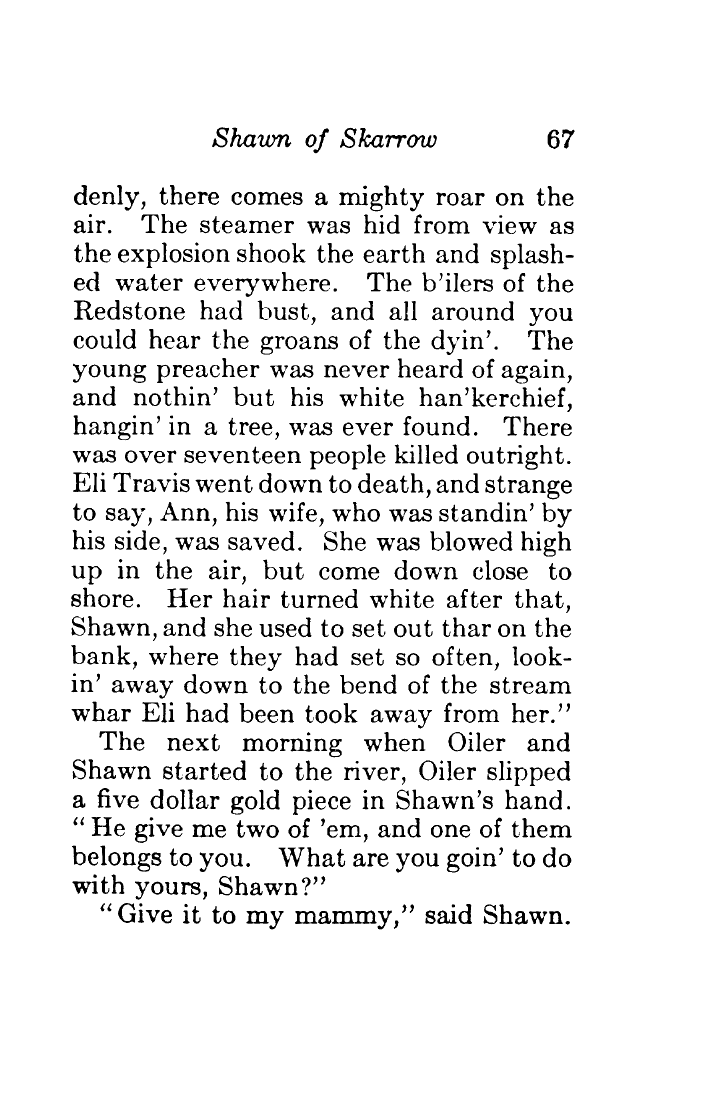 Shawn of Skarrow 67
denly, there comes a mighty roar on the
air. The steamer was hid from view as
the explosion shook the earth and splash-
ed water everywhere. The b’ilers of the
Redstone had bust, and all around you
could hear the groans of the dyin’. The
young preacher was never heard of again,
and nothin’ but his white han’kerchief,
hangin’ in a tree, was ever found. There
was over seventeen people killed outright.
Eli Travis went down to death, and strange
to say, Ann, his wife, who was standin’ by
his side, was saved. She was blowed high
up in the air, but come down close to
shore. Her hair turned white after that,
Shawn, and she used to set out thar on the
bank, where they had set so often, look-
in’ away down to the bend of the stream
whar Eli had been took away from her.”
The next morning when Oiler and
Shawn started to the river, Oiler slipped
a five dollar gold piece in Shawn’s hand.
“He give me two of ’em, and one of them
belongs to you. What are you goin’ to do
with yours, Shawn?”
“Give it to my mammy,” said Shawn.